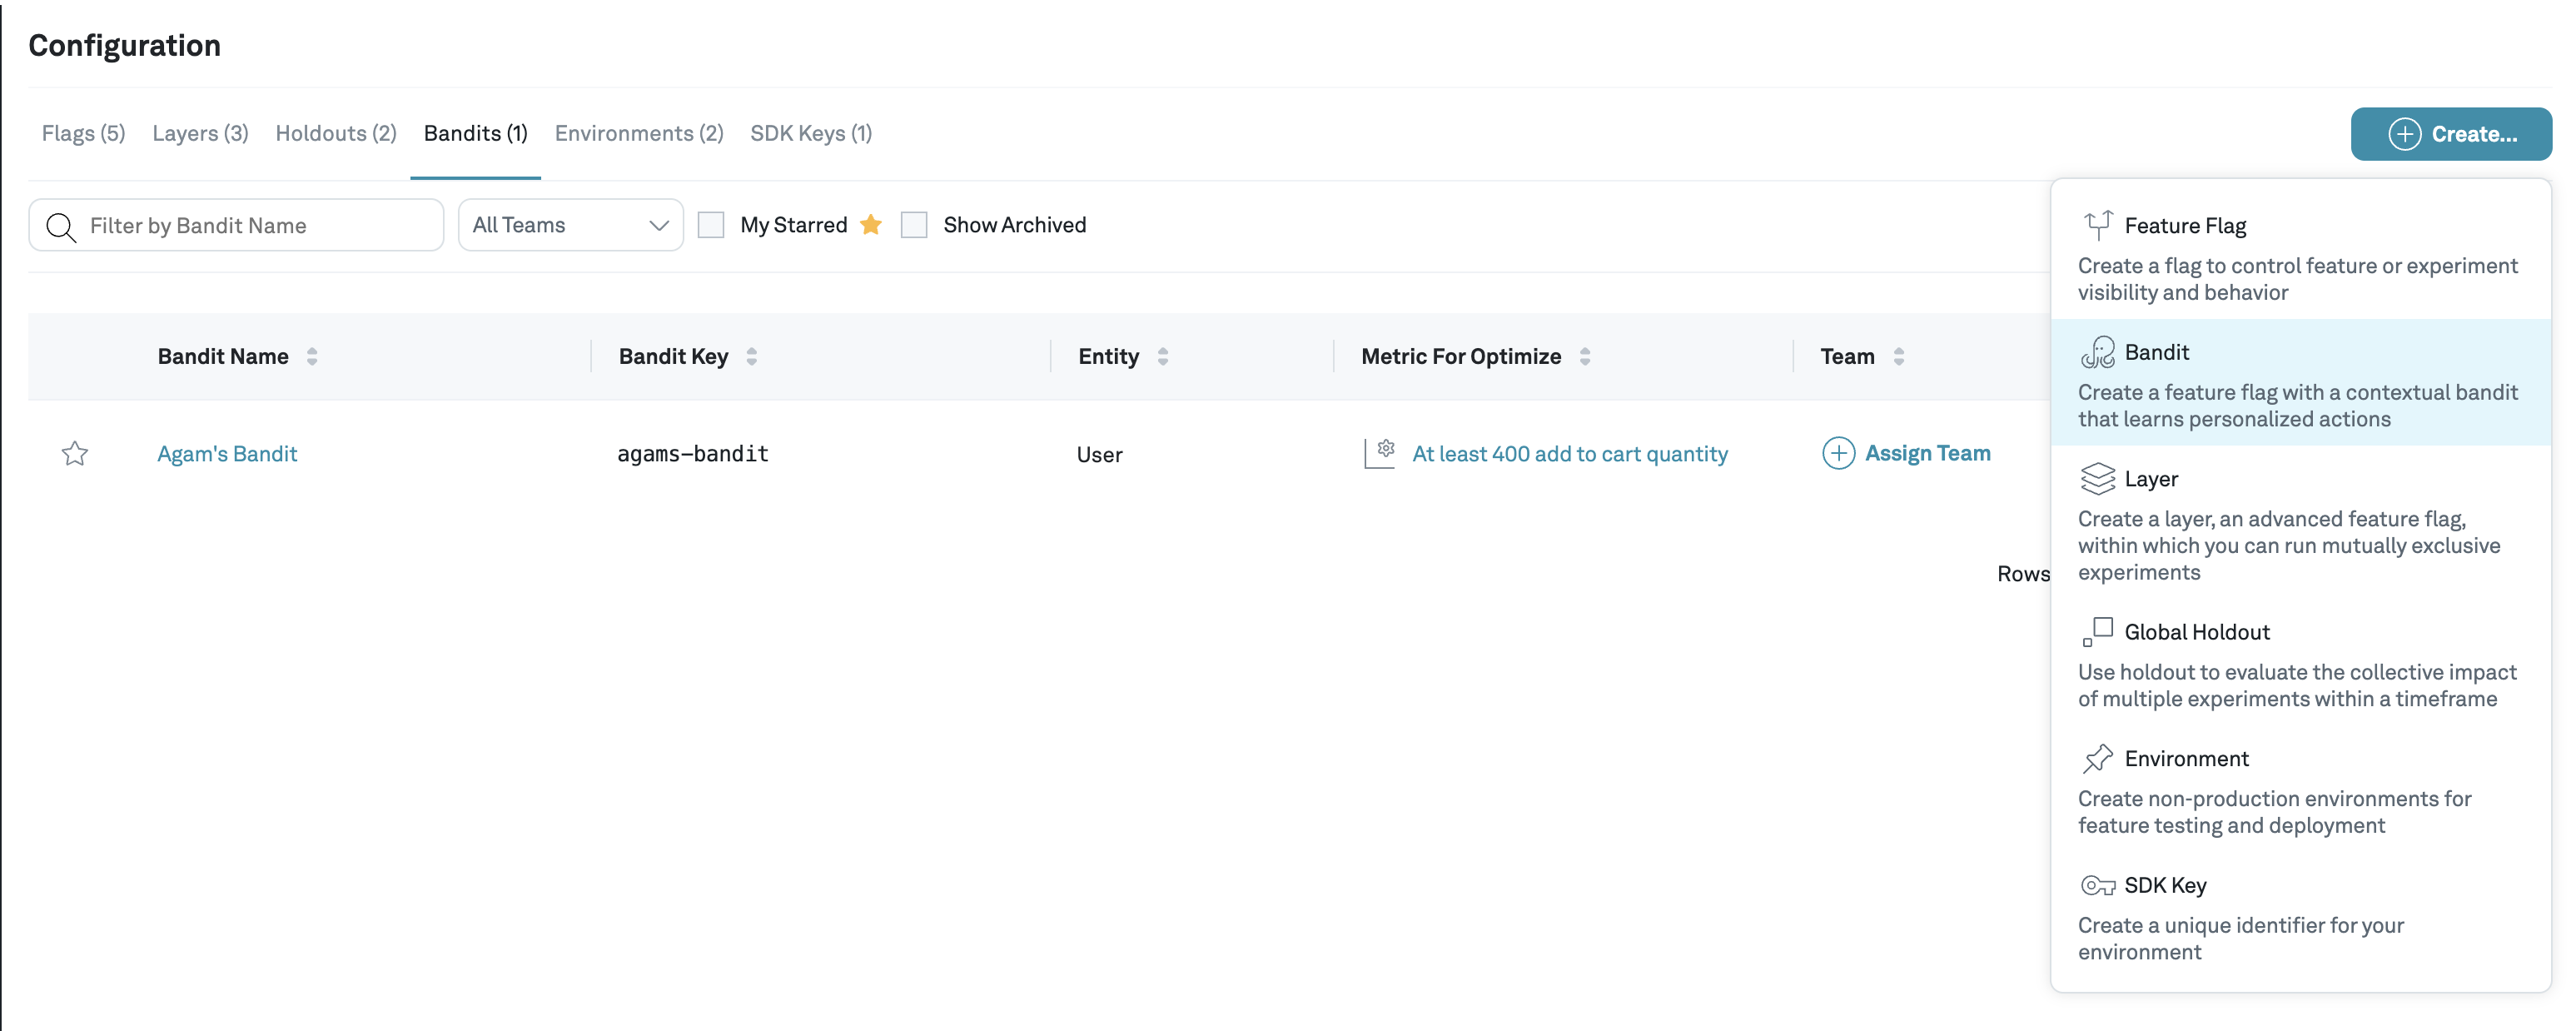 Configuration
Flags (5) Layers (3) Holdouts (2) Bandits (1) Environments (2) SDK Keys (1)
Create...
Filter by Bandit Name All Teams My Starred Show Archived
Bandit Name Bandit Key Entity Metric For Optimize Team
Agam's Bandit agams-bandit User At least 400 add to cart quantity Assign Team
Rows
Feature Flag
Create a flag to control feature or experiment
visibility and behavior
Bandit
Create a feature flag with a contextual bandit
that learns personalized actions
Layer
Create a layer, an advanced feature flag,
within which you can run mutually exclusive
experiments
Global Holdout
Use holdout to evaluate the collective impact
of multiple experiments within a timeframe
Environment
Create non-production environments for
feature testing and deployment
SDK Key
Create a unique identifier for your
environment